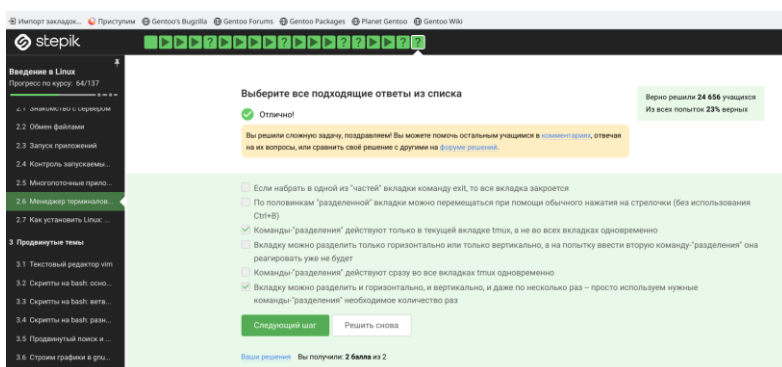 Импорт закладок... Приступим Gentoo's Bugzilla Gentoo Forums Gentoo Packages Planet Gentoo Gentoo Wiki
stepik
Введение в Linux
Прогресс по курсу: 64/137
2.1 Знакомство с сервером
2.2 Обмен файлами
2.3 Запуск приложений
2.4 Контроль запускаемы...
2.5 Многопоточные прило...
2.6 Менеджер терминалов...
2.7 Как установить Linux: ...
3 Продвинутые темы
3.1 Текстовый редактор vim
3.2 Скрипты на bash: осно...
3.3 Скрипты на bash: ветв...
3.4 Скрипты на bash: разн...
3.5 Продвинутый поиск и ...
3.6 Строим графики в gnu...
Выберите все подходящие ответы из списка
Отлично!
Верно решили 24 656 учащихся
Из всех попыток 23% верных
Вы решили сложную задачу, поздравляем! Вы можете помочь остальным учащимся в комментариях, отвечая
на их вопросы, или сравнить своё решение с другими на форуме решений.
Если набрать в одной из "частей" вкладки команду exit, то вся вкладка закроется
По половинкам "разделенной" вкладки можно перемещаться при помощи обычного нажатия на стрелочки (без использования
Ctrl+B)
Команды-"разделения" действуют только в текущей вкладке tmux, а не во всех вкладках одновременно
Вкладку можно разделить только горизонтально или только вертикально, а на попытку ввести вторую команду-"разделения" она
реагировать уже не будет
Команды-"разделения" действуют сразу во все вкладках tmux одновременно
Вкладку можно разделить и горизонтально, и вертикально, и даже по несколько раз – просто используем нужные
команды-"разделения" необходимое количество раз
Следующий шаг Решить снова
Ваши решения Вы получили: 2 балла из 2